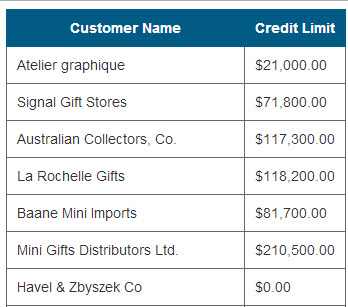 Customer Name Credit Limit
Atelier graphique $21,000.00
Signal Gift Stores $71,800.00
Australian Collectors, Co. $117,300.00
La Rochelle Gifts $118,200.00
Baane Mini Imports $81,700.00
Mini Gifts Distributors Ltd. $210,500.00
Havel & Zbyszek Co $0.00